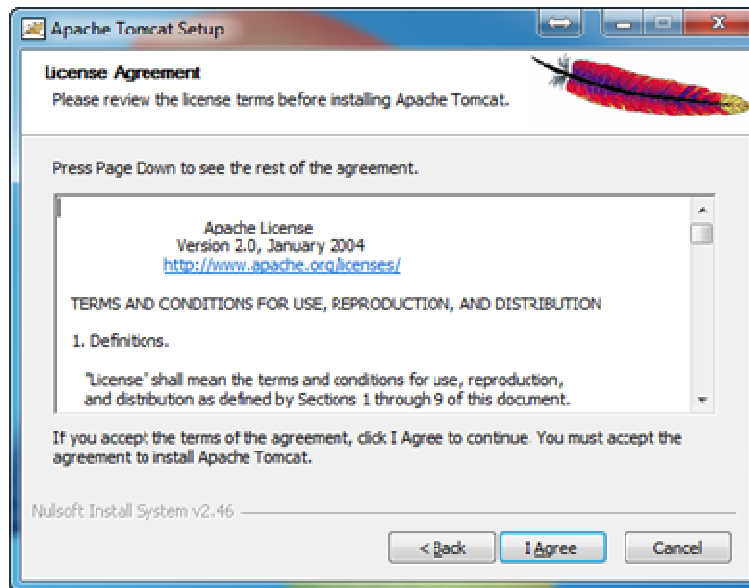 Apache Tomcat Setup
License Agreement
Please review the license terms before installing Apache Tomcat.
Press Page Down to see the rest of the agreement.
Apache License
Version 2.0, January 2004
http://www.apache.org/licenses/
TERMS AND CONDITIONS FOR USE, REPRODUCTION, AND DISTRIBUTION
1. Definitions.
"License" shall mean the terms and conditions for use, reproduction,
and distribution as defined by Sections 1 through 9 of this document.
If you accept the terms of the agreement, click I Agree to continue. You must accept the
agreement to install Apache Tomcat.
Nullsoft Install System v2.46
< Back I Agree Cancel